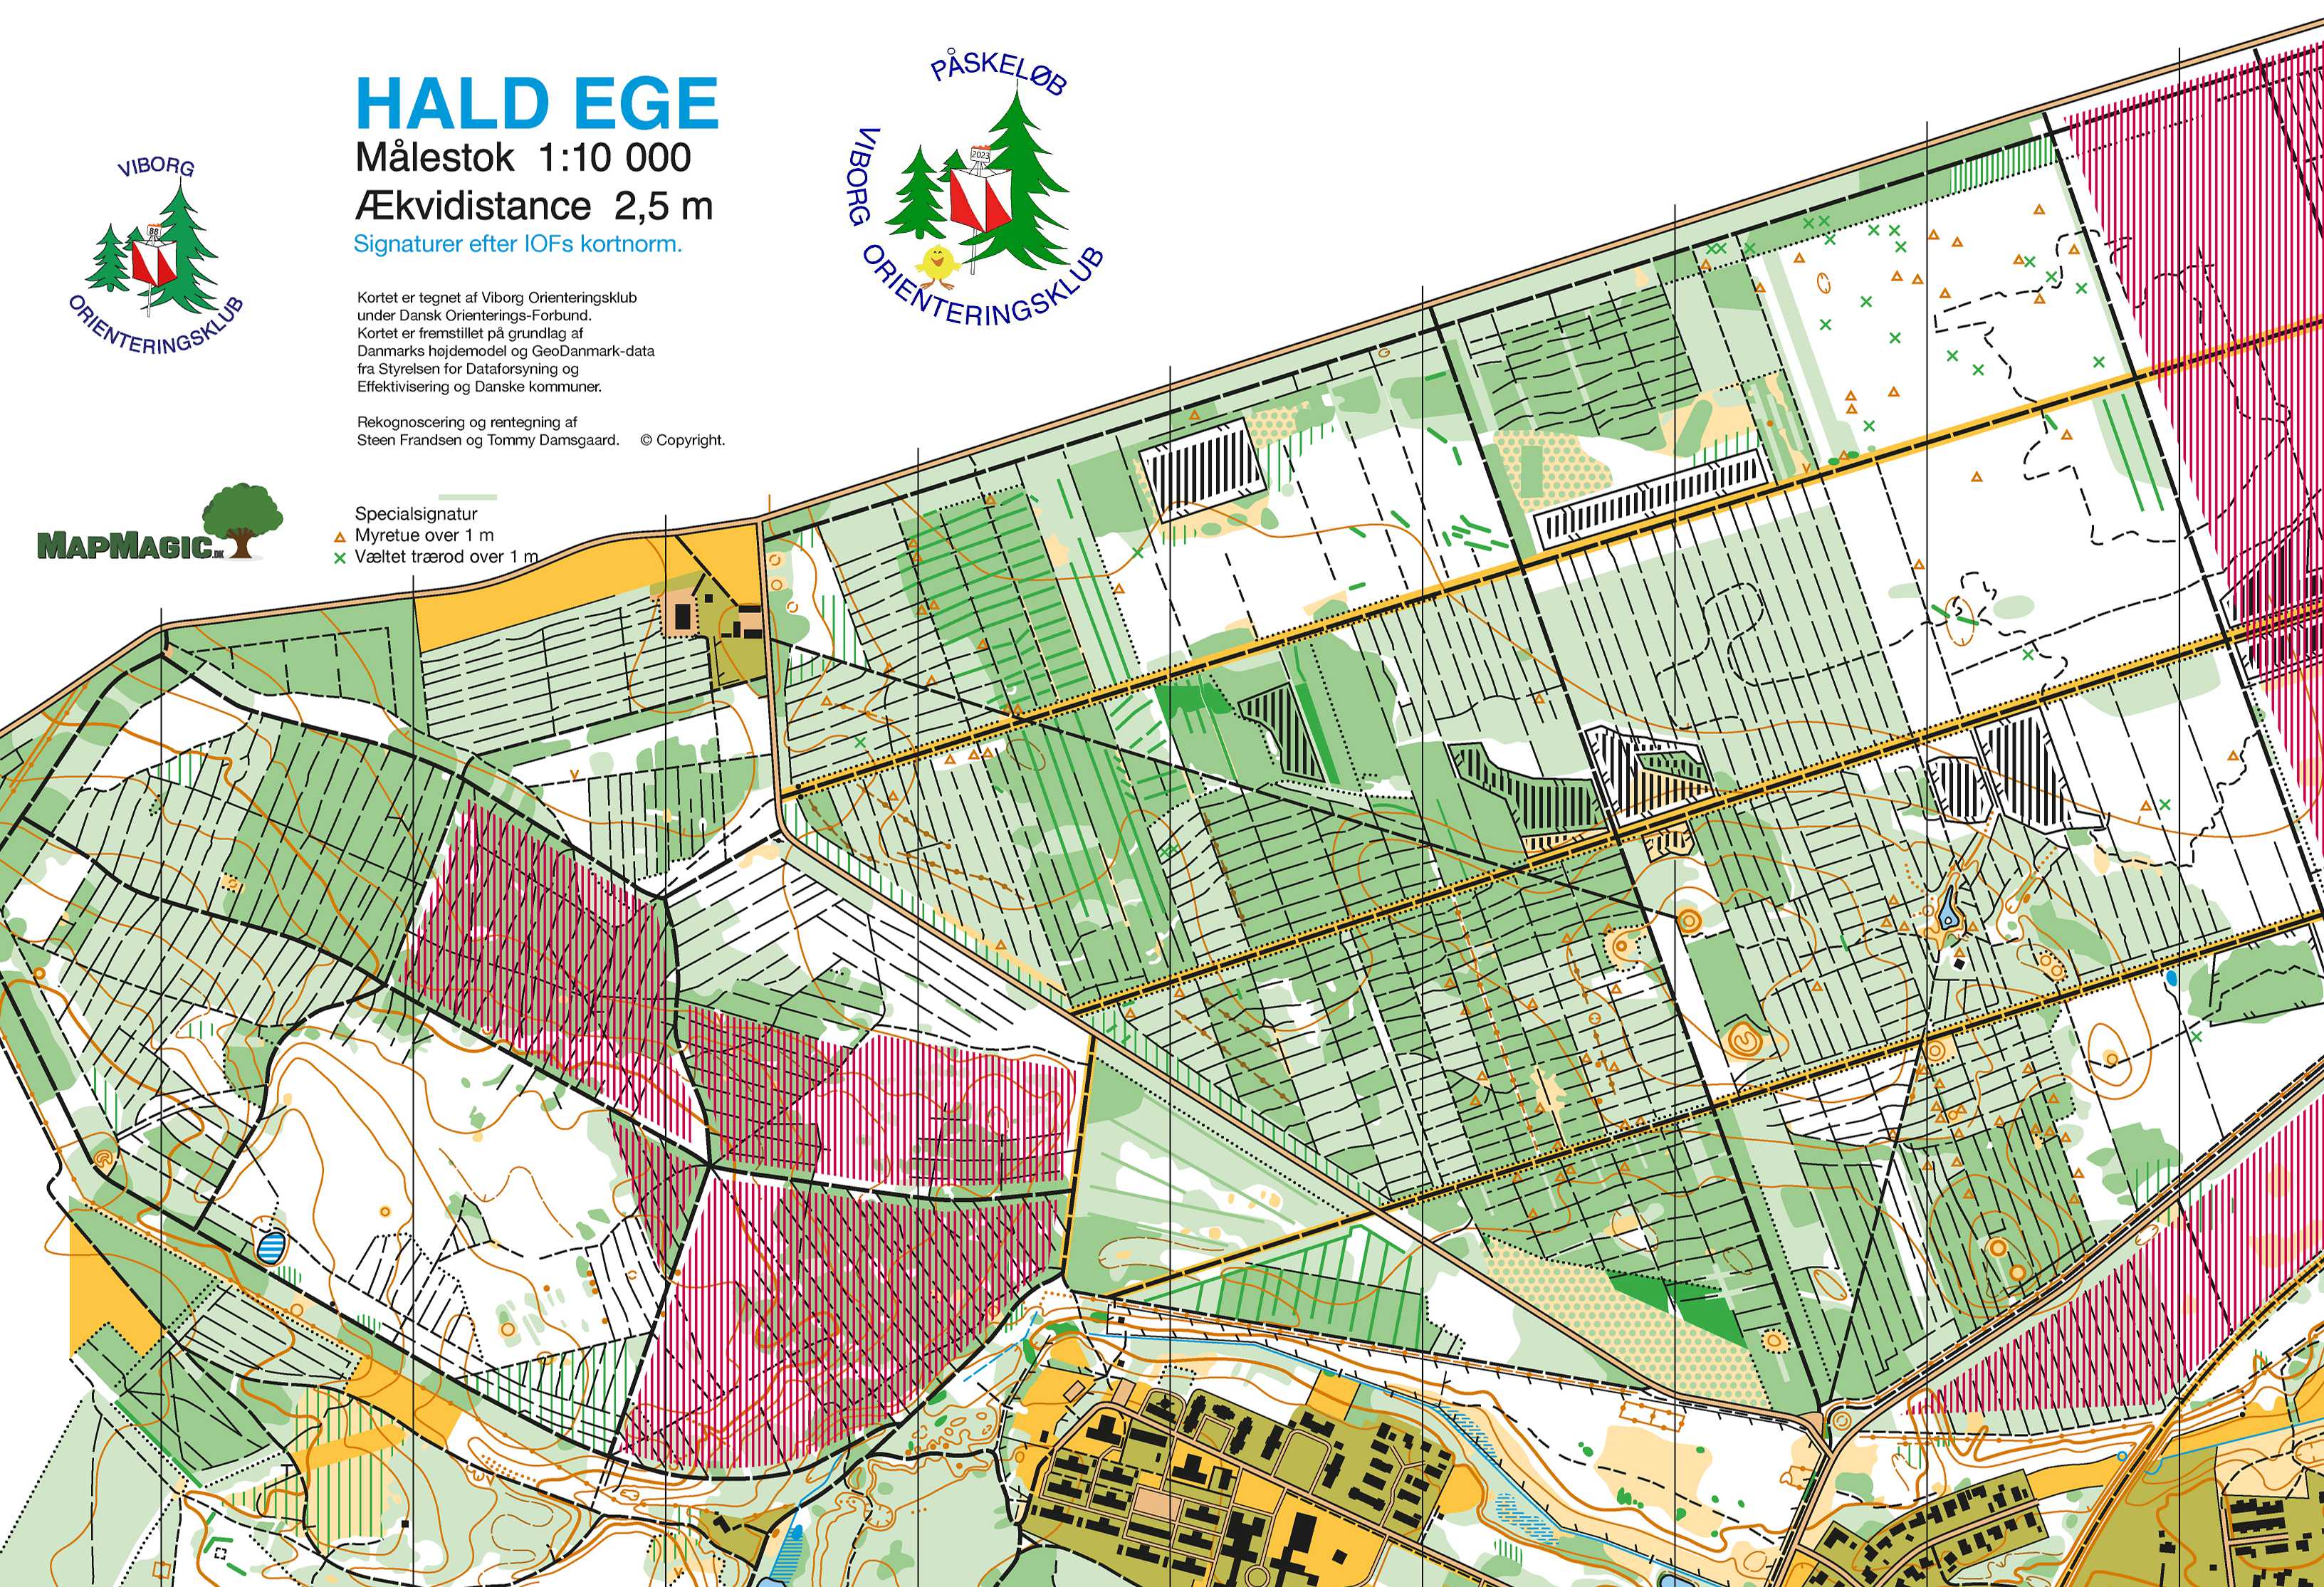 HALD EGE
Målestok 1:10 000
Ækvidistance 2,5 m
Signaturer efter IOFs kortnorm.
Kortet er tegnet af Viborg Orienteringsklub
under Dansk Orienterings-Forbund.
Kortet er fremstillet på grundlag af
Danmarks højdemodel og GeoDanmark-data
fra Styrelsen for Dataforsyning og
Effektivisering og Danske kommuner.
Rekognoscering og rentegning af
Steen Frandsen og Tommy Damsgaard. © Copyright.
Specialsignatur
Myretue over 1 m
Væltet trærod over 1 m
VIBORG
88
ORIENTERINGSKLUB
MAPMAGIC.DK
PÅSKELØB
2023
VIBORG ORIENTERINGSKLUB